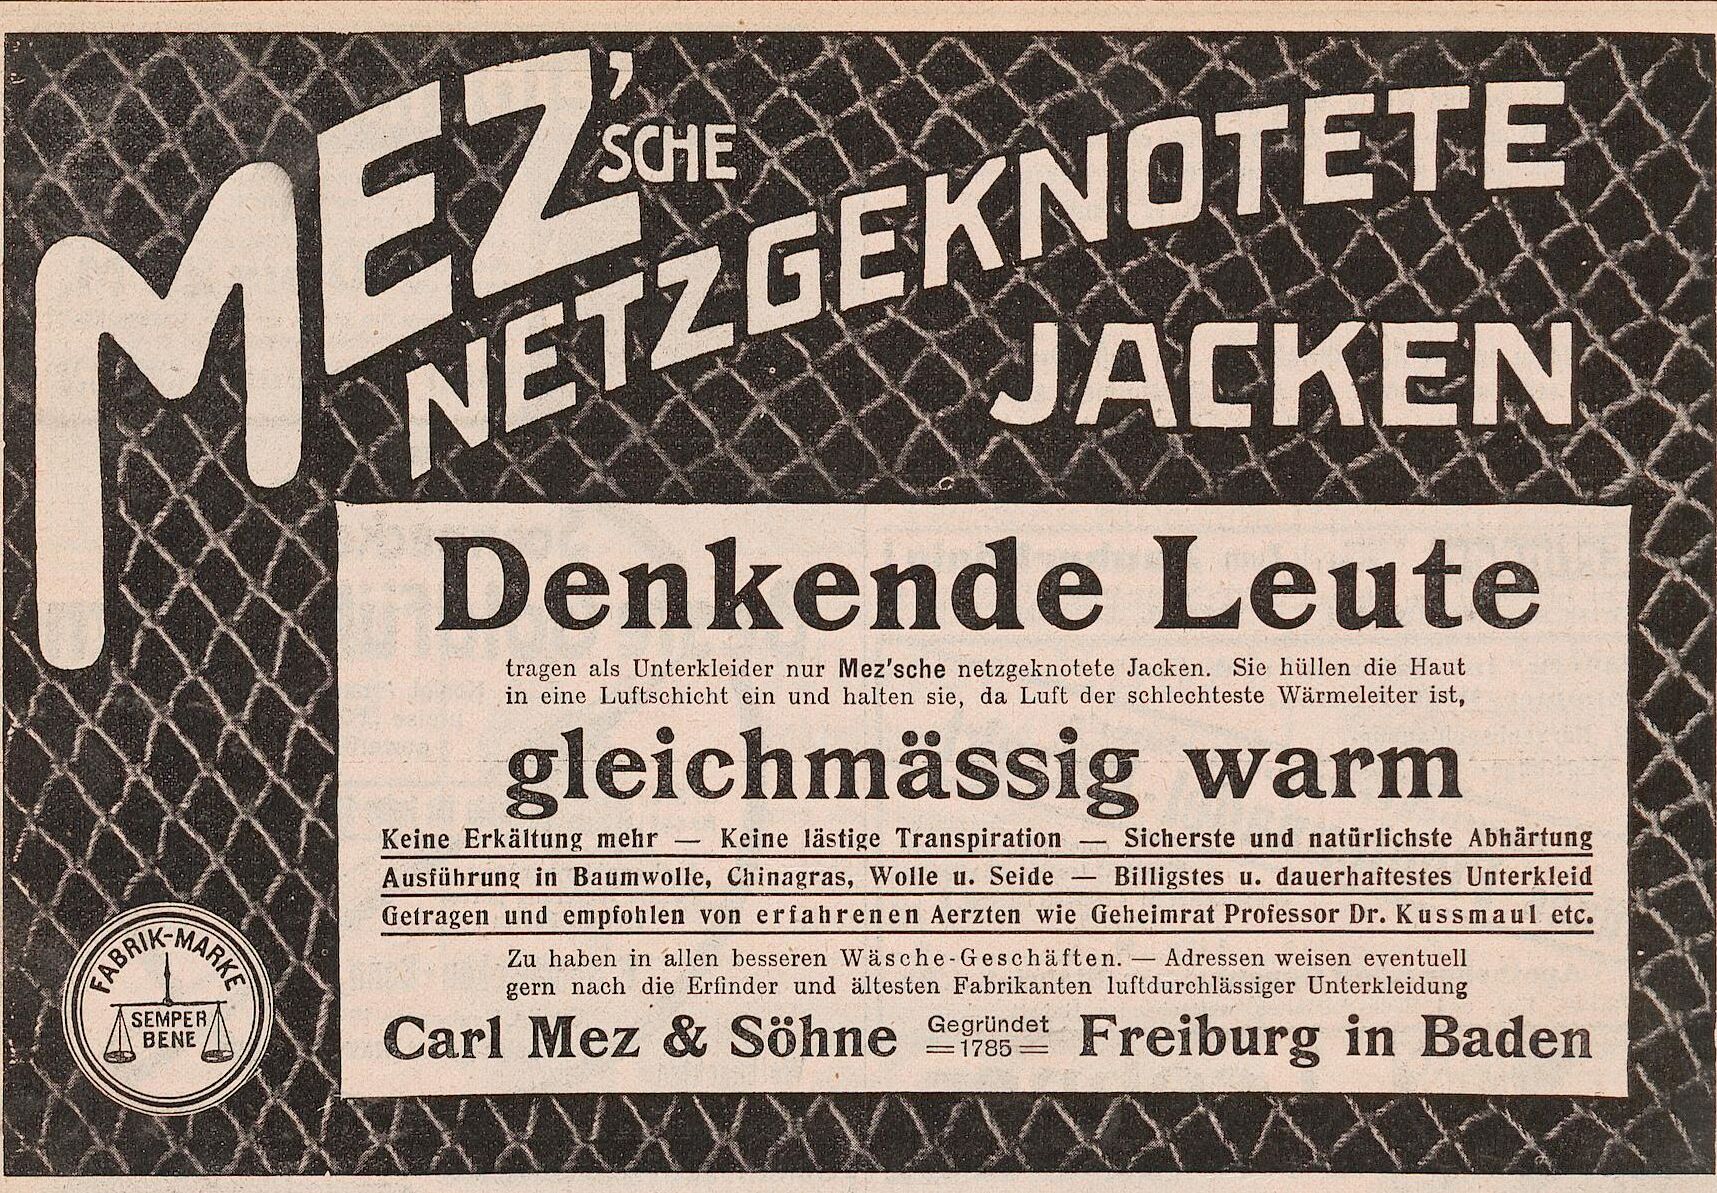 MEZ'SCHE
NETZGEKNOTETE
JACKEN
Denkende Leute
tragen als Unterkleider nur Mez'sche netzgeknotete Jacken. Sie hüllen die Haut
in eine Luftschicht ein und halten sie, da Luft der schlechteste Wärmeleiter ist,
gleichmässig warm
Keine Erkältung mehr — Keine lästige Transpiration — Sicherste und natürlichste Abhärtung
Ausführung in Baumwolle, Chinagras, Wolle u. Seide — Billigstes u. dauerhaftestes Unterkleid
Getragen und empfohlen von erfahrenen Aerzten wie Geheimrat Professor Dr. Kussmaul etc.
Zu haben in allen besseren Wäsche-Geschäften. — Adressen weisen eventuell
gern nach die Erfinder und ältesten Fabrikanten luftdurchlässiger Unterkleidung
Carl Mez & Söhne Gegründet Freiburg in Baden
=1785=
FABRIK-MARKE
SEMPER
BENE